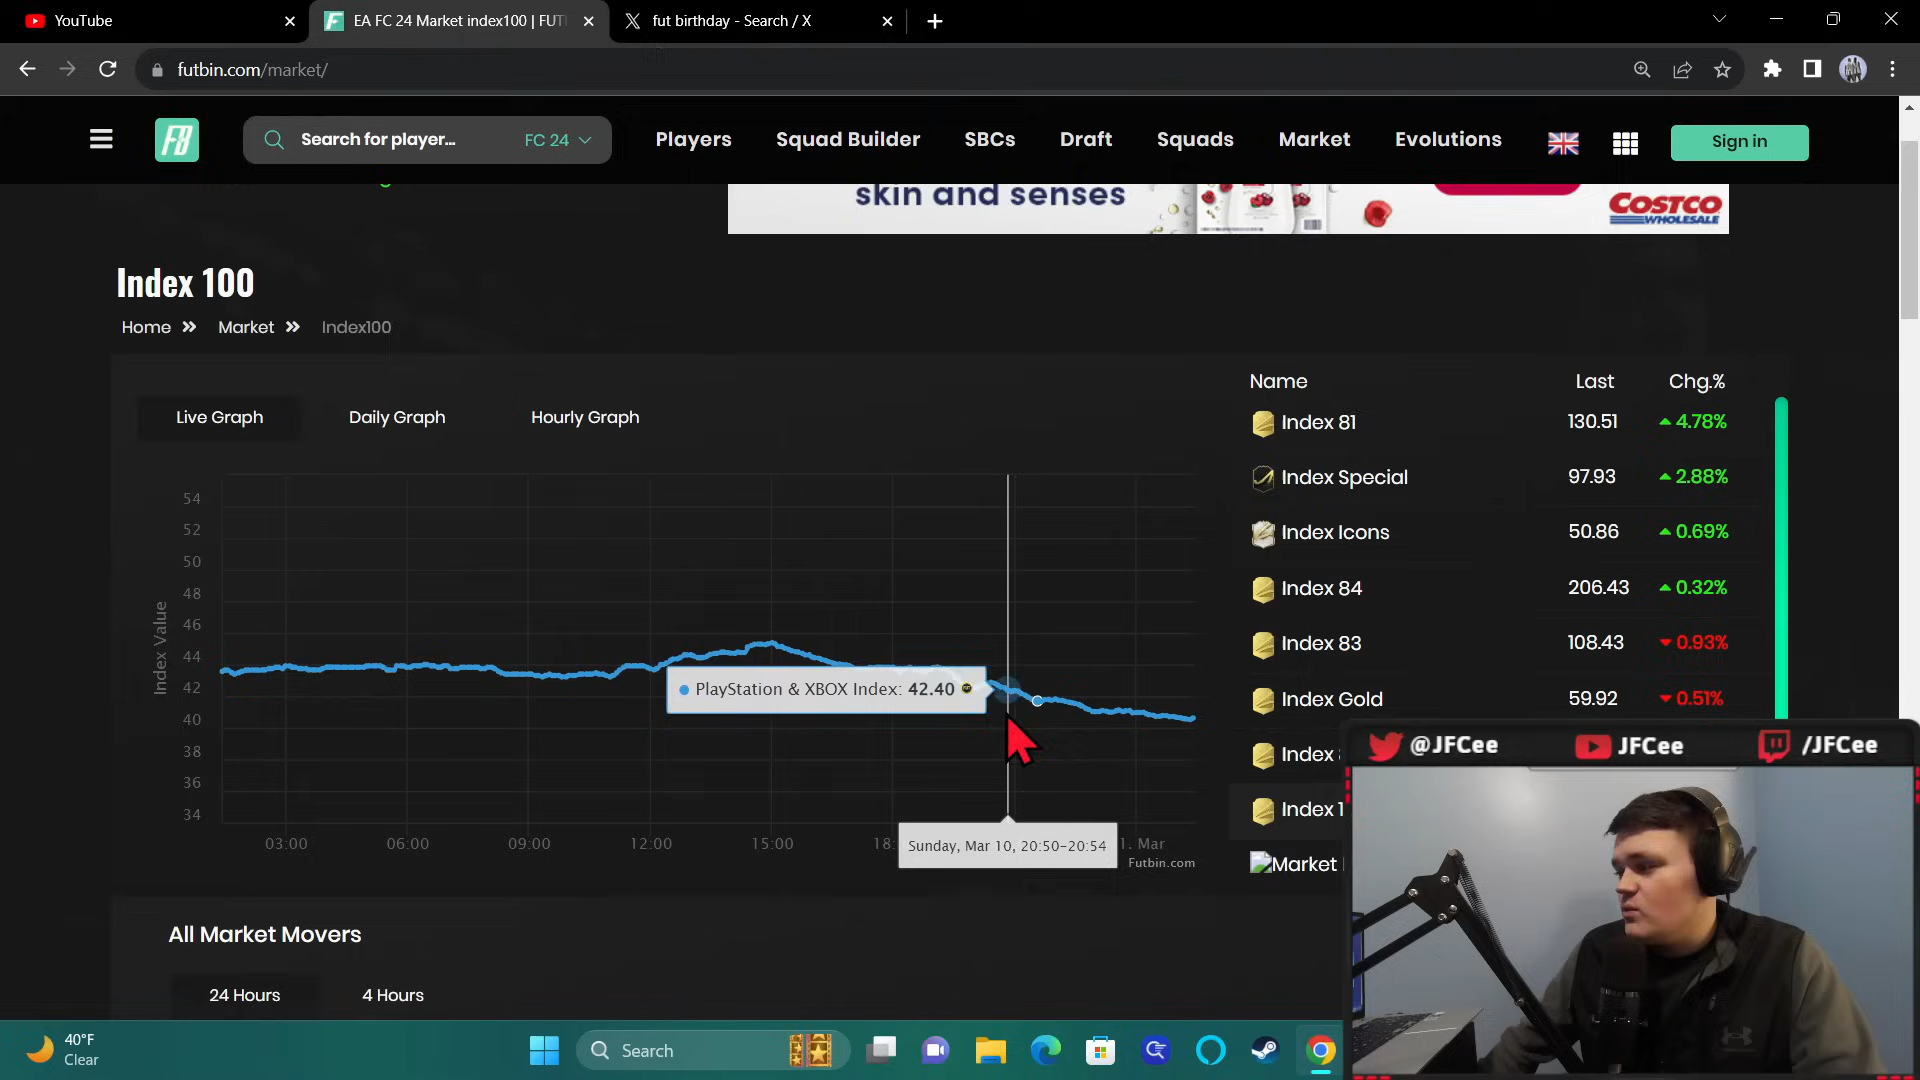 YouTube
EA FC 24 Market index100 | FUT
fut birthday - Search / X
futbin.com/market/
Search for player...
FC 24
Players
Squad Builder
SBCs
Draft
Squads
Market
Evolutions
Sign in
skin and senses
COSTCO
WHOLESALE
Index 100
Home
Market
Index100
Live Graph
Daily Graph
Hourly Graph
Name
Last
Chg.%
Index 81
130.51
4.78%
Index Special
97.93
2.88%
Index Icons
50.86
0.69%
Index 84
206.43
0.32%
Index 83
108.43
0.93%
Index Gold
59.92
0.51%
Index
Index 1
Market
Index Value
54
52
50
48
46
44
42
40
38
36
34
PlayStation & XBOX Index: 42.40
03:00
06:00
09:00
12:00
15:00
18:
Sunday, Mar 10, 20:50-20:54
1. Mar
Futbin.com
@JFCee
JFCee
/JFCee
All Market Movers
24 Hours
4 Hours
40°F
Clear
Search